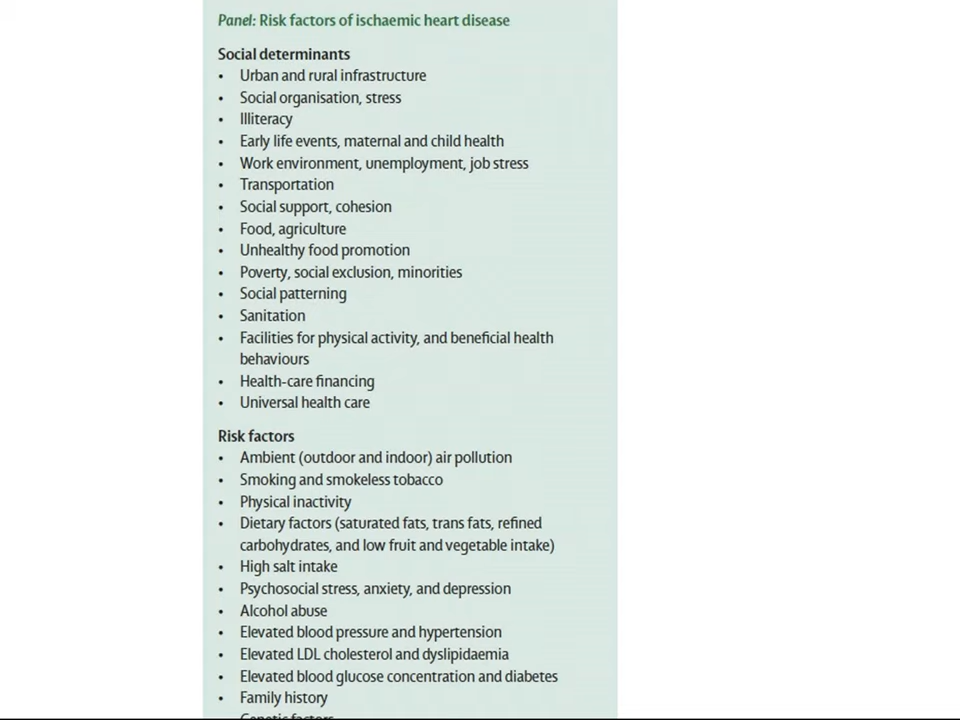 Panel: Risk factors of ischaemic heart disease
Social determinants
• Urban and rural infrastructure
• Social organisation, stress
• Illiteracy
• Early life events, maternal and child health
• Work environment, unemployment, job stress
• Transportation
• Social support, cohesion
• Food, agriculture
• Unhealthy food promotion
• Poverty, social exclusion, minorities
• Social patterning
• Sanitation
• Facilities for physical activity, and beneficial health
behaviours
• Health-care financing
• Universal health care
Risk factors
• Ambient (outdoor and indoor) air pollution
• Smoking and smokeless tobacco
• Physical inactivity
• Dietary factors (saturated fats, trans fats, refined
carbohydrates, and low fruit and vegetable intake)
• High salt intake
• Psychosocial stress, anxiety, and depression
• Alcohol abuse
• Elevated blood pressure and hypertension
• Elevated LDL cholesterol and dyslipidaemia
• Elevated blood glucose concentration and diabetes
• Family history
Genetic factors